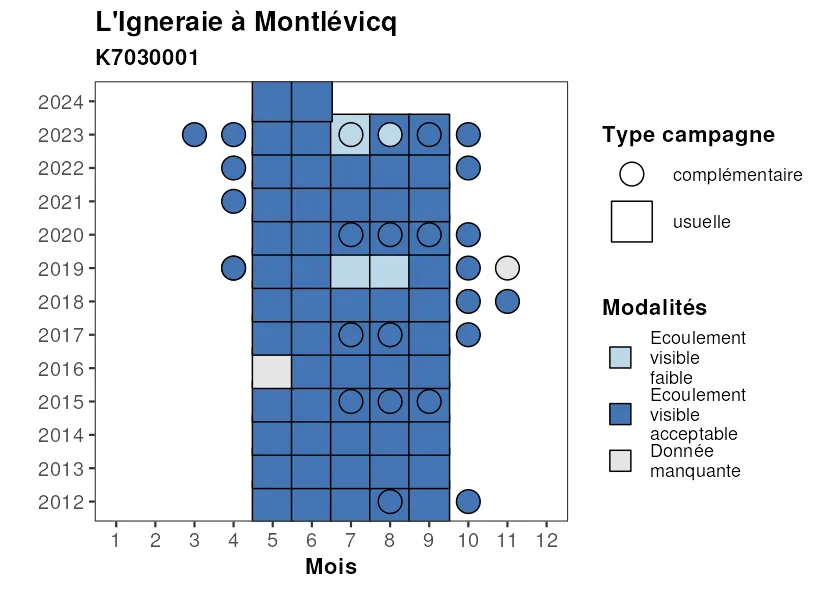 L'Igneraie à Montlévicq
K7030001
2024
2023
2022
2021
2020
2019
2018
2017
2016
2015
2014
2013
2012
1 2 3 4 5 6 7 8 9 10 11 12
Mois
Type campagne
complémentaire
usuelle
Modalités
Ecoulement
visible
faible
Ecoulement
visible
acceptable
Donnée
manquante